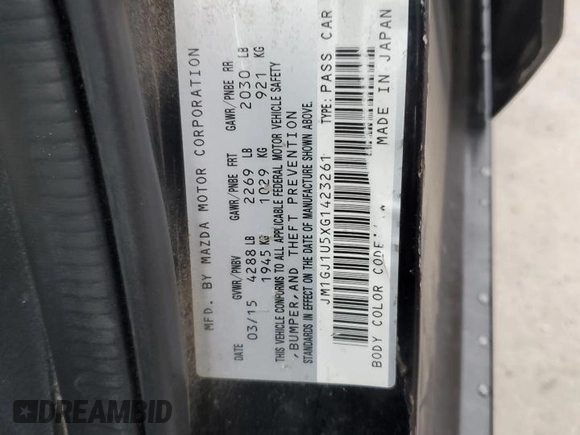 MFD. BY MAZDA MOTOR CORPORATION
DATE GVWR/PNBV GAWR/PNBE FRT GAWR/PNBE RR
03/15 4288 LB 2269 LB 2030 LB
1945 KG 1029 KG 921 KG
THIS VEHICLE CONFORMS TO ALL APPLICABLE FEDERAL MOTOR VEHICLE SAFETY
,BUMPER,AND THEFT PREVENTION
STANDARDS IN EFFECT ON THE DATE OF MANUFACTURE SHOWN ABOVE.
JM1GJ1U5XG1423261 TYPE: PASS CAR
BODY COLOR CODE: MADE IN JAPAN
DREAMBID